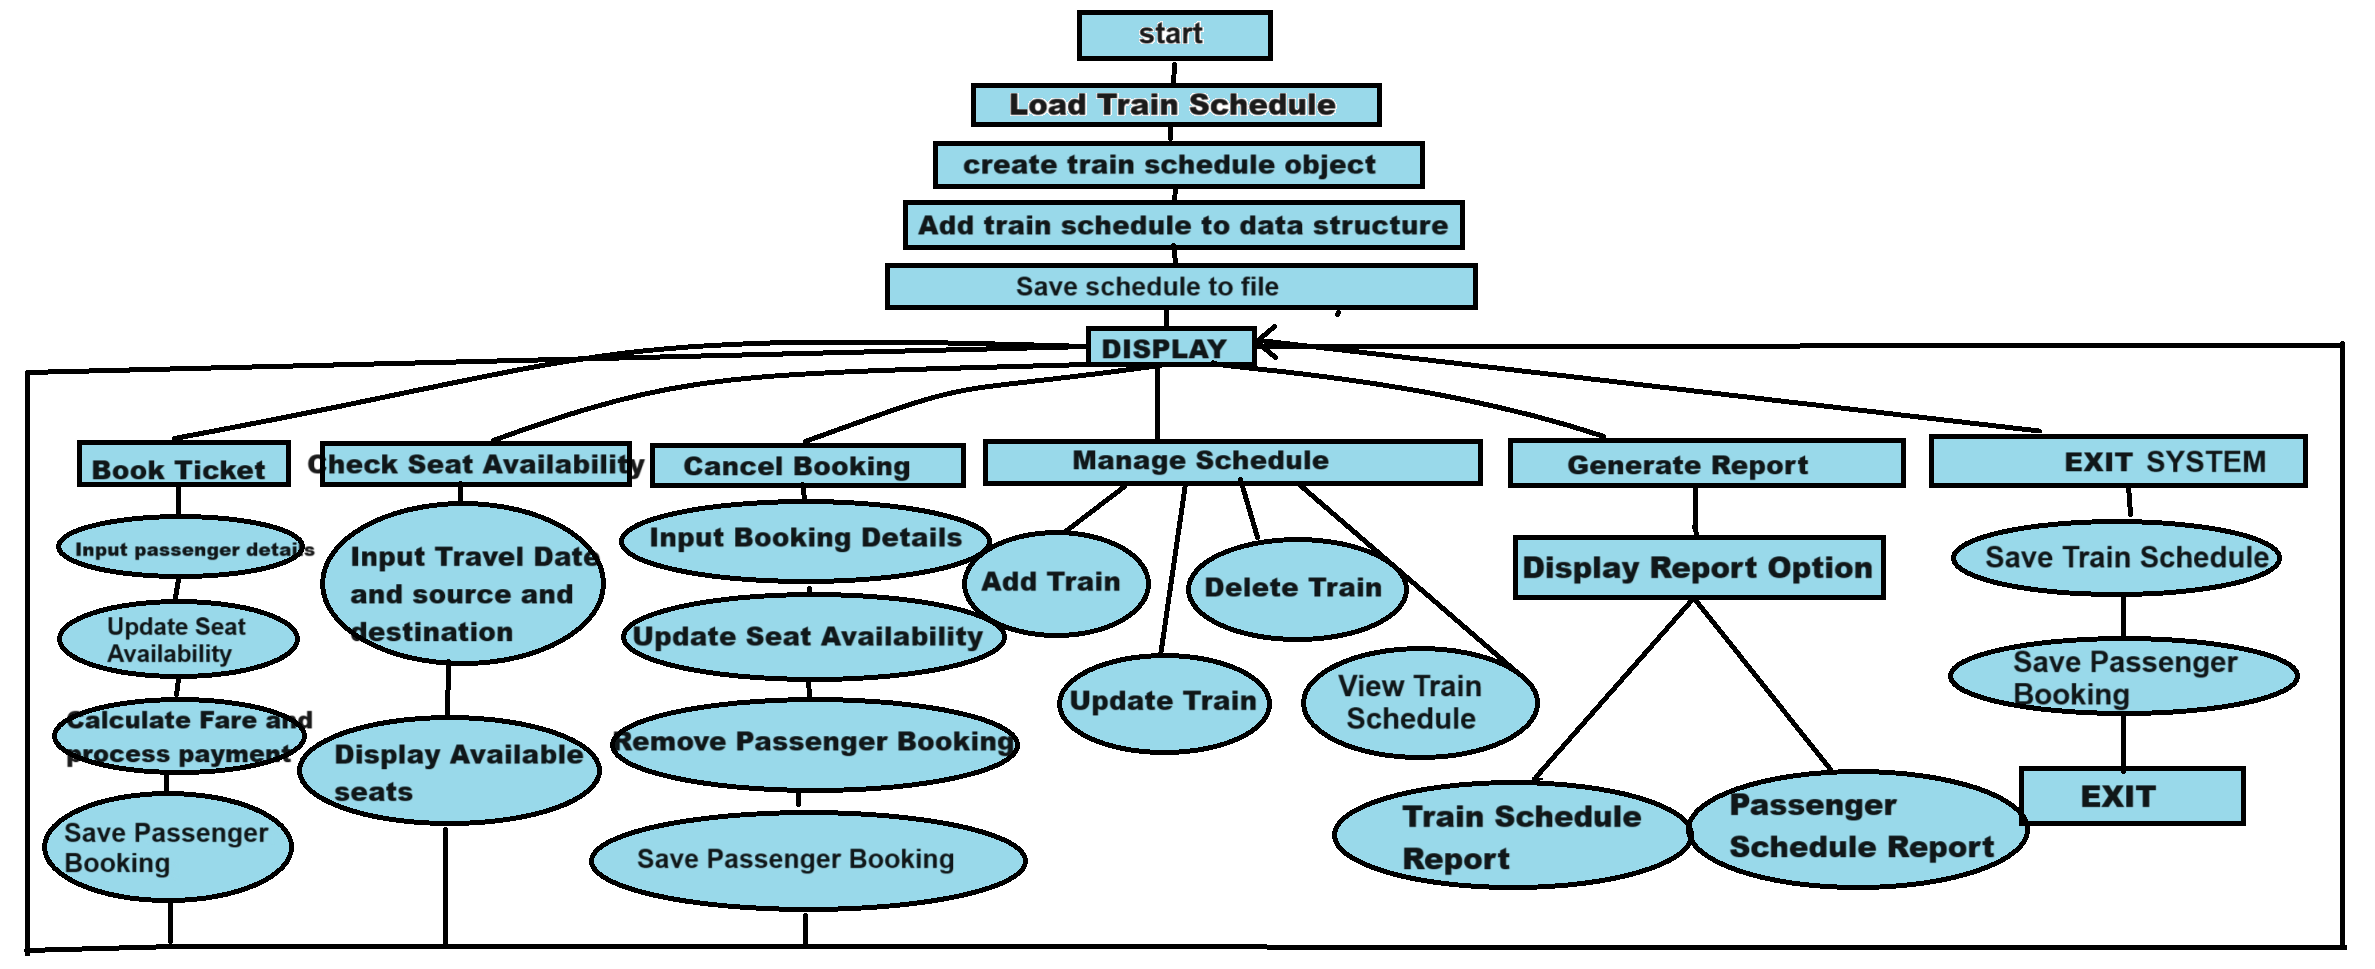 start
Load Train Schedule
create train schedule object
Add train schedule to data structure
Save schedule to file
DISPLAY
Book Ticket
Input passenger details
Update Seat
Availability
Calculate Fare and
process payment
Save Passenger
Booking
Check Seat Availability
Input Travel Date
and source and
destination
Display Available
seats
Cancel Booking
Input Booking Details
Update Seat Availability
Remove Passenger Booking
Save Passenger Booking
Manage Schedule
Add Train
Update Train
Delete Train
View Train
Schedule
Generate Report
Display Report Option
Train Schedule
Report
Passenger
Schedule Report
EXIT SYSTEM
Save Train Schedule
Save Passenger
Booking
EXIT